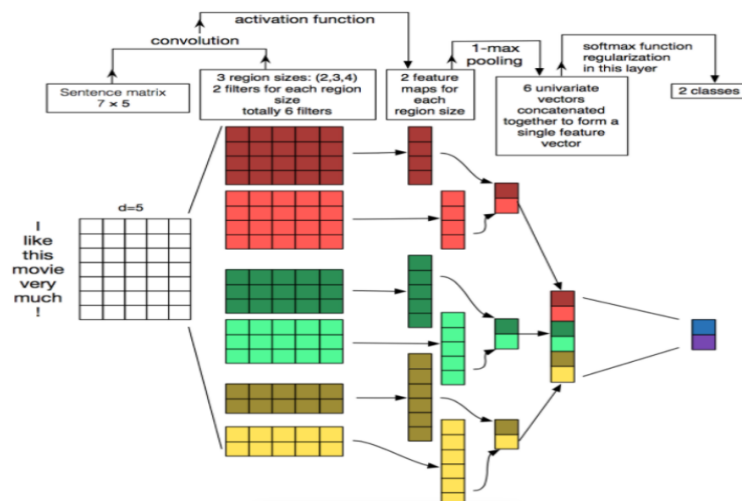 activation function
convolution
1-max
pooling
softmax function
regularization
in this layer
Sentence matrix
7 × 5
3 region sizes: (2,3,4)
2 filters for each region
size
totally 6 filters
2 feature
maps for
each
region size
6 univariate
vectors
concatenated
together to form a
single feature
vector
2 classes
d=5
I
like
this
movie
very
much
!